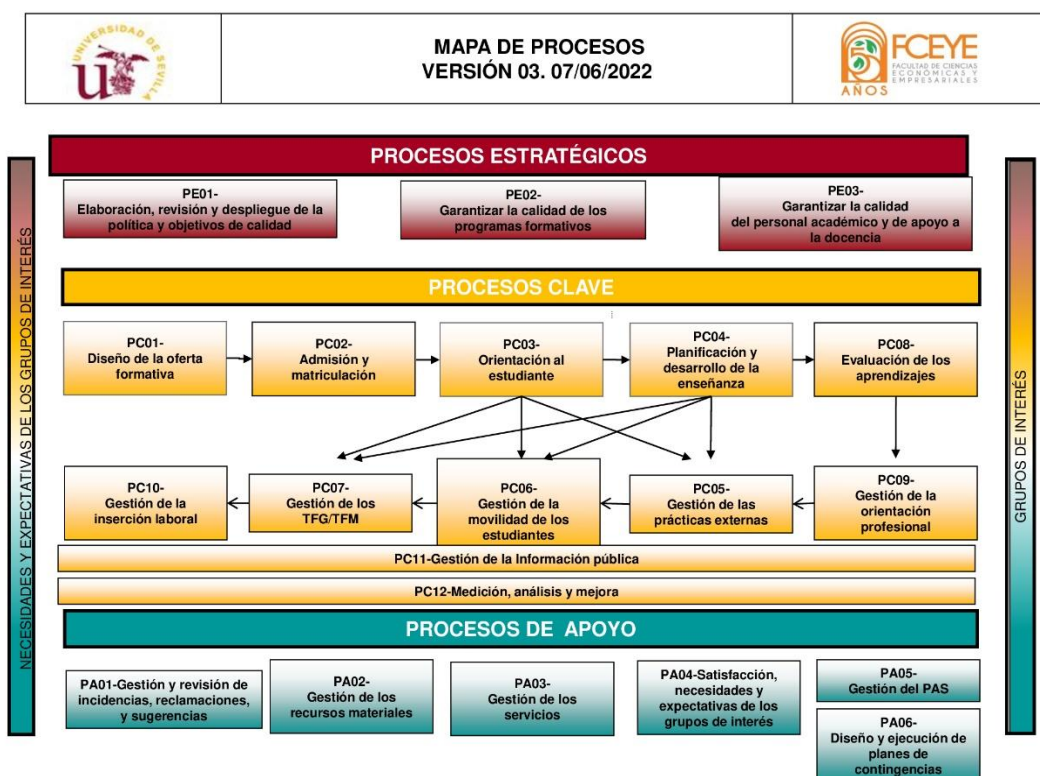 UNIVERSIDAD DE SEVILLA
MAPA DE PROCESOS
VERSIÓN 03. 07/06/2022
5
AÑOS
FCEYE
FACULTAD DE CIENCIAS
ECONÓMICAS Y
EMPRESARIALES
NECESIDADES Y EXPECTATIVAS DE LOS GRUPOS DE INTERÉS
PROCESOS ESTRATÉGICOS
PE01-
Elaboración, revisión y despliegue de la
política y objetivos de calidad
PE02-
Garantizar la calidad de los
programas formativos
PE03-
Garantizar la calidad
del personal académico y de apoyo a
la docencia
PROCESOS CLAVE
PC01-
Diseño de la oferta
formativa
PC02-
Admisión y
matriculación
PC03-
Orientación al
estudiante
PC04-
Planificación y
desarrollo de la
enseñanza
PC08-
Evaluación de los
aprendizajes
PC10-
Gestión de la
inserción laboral
PC07-
Gestión de los
TFG/TFM
PC06-
Gestión de la
movilidad de los
estudiantes
PC05-
Gestión de las
prácticas externas
PC09-
Gestión de la
orientación
profesional
PC11-Gestión de la Información pública
PC12-Medición, análisis y mejora
PROCESOS DE APOYO
PA01-Gestión y revisión de
incidencias, reclamaciones,
y sugerencias
PA02-
Gestión de los
recursos materiales
PA03-
Gestión de los
servicios
PA04-Satisfacción,
necesidades y
expectativas de los
grupos de interés
PA05-
Gestión del PAS
PA06-
Diseño y ejecución de
planes de
contingencias
GRUPOS DE INTERÉS